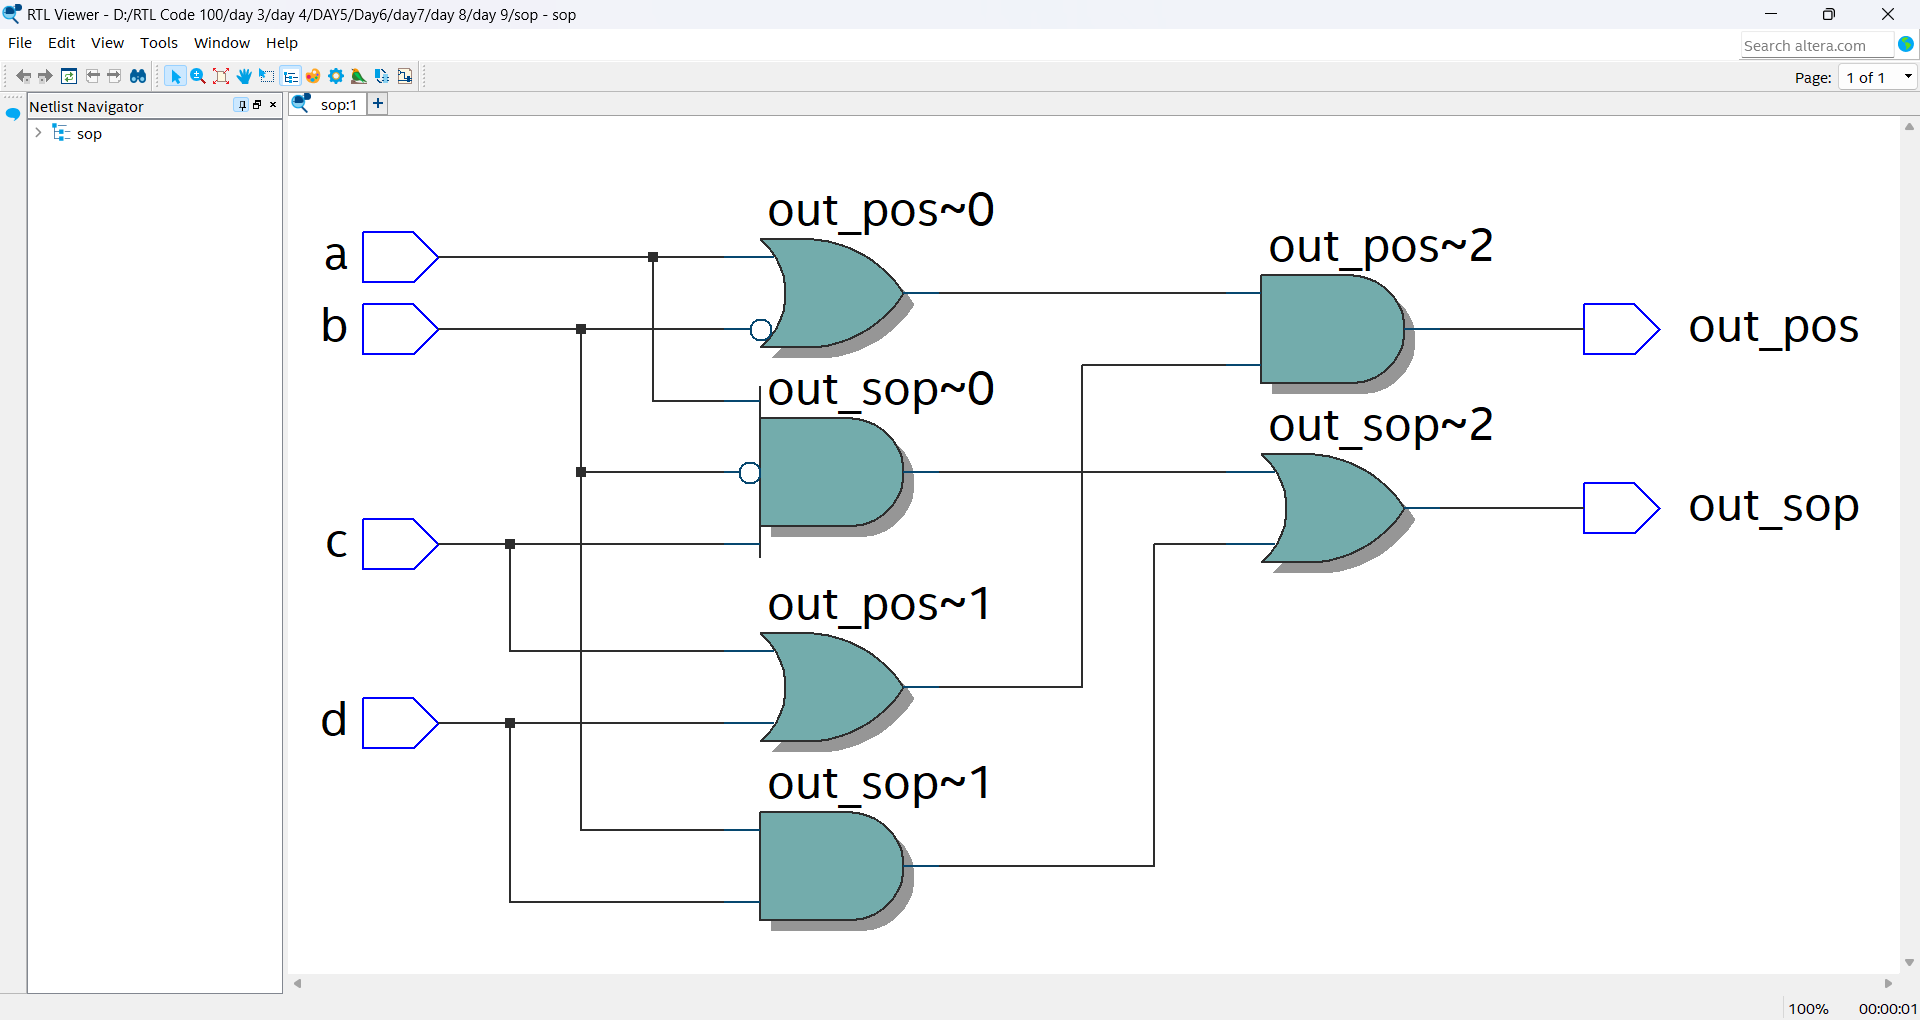 RTL Viewer - D:/RTL Code 100/day 3/day 4/DAY5/Day6/day7/day 8/day 9/sop - sop
File Edit View Tools Window Help
Search altera.com
Page: 1 of 1
Netlist Navigator
sop:1
sop
out_pos~0
a
out_pos~2
b
out_pos
out_sop~0
out_sop~2
out_sop
c
out_pos~1
d
out_sop~1
100% 00:00:01